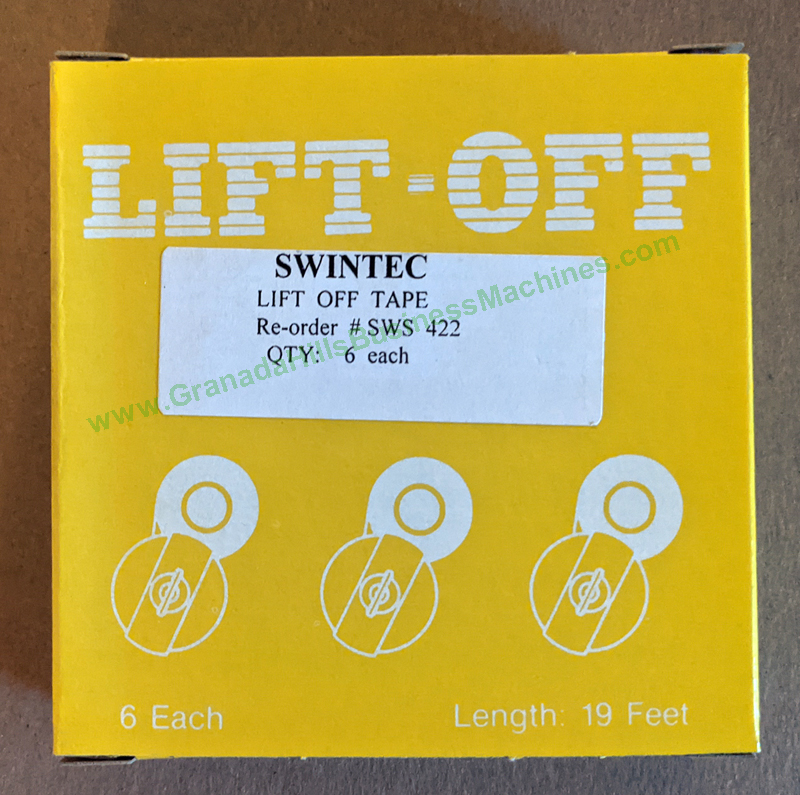 LIFT-OFF
SWINTEC
LIFT OFF TAPE
Re-order # SWS 422
QTY: 6 each
www.GranadaHillsBusinessMachines.com
6 Each
Length: 19 Feet